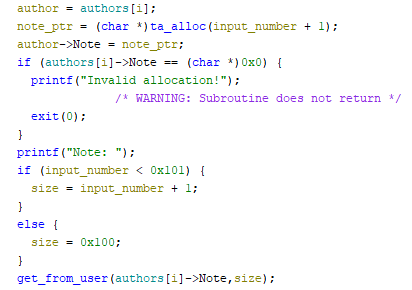 author = authors[i];
note_ptr = (char *)ta_alloc(input_number + 1);
author->Note = note_ptr;
if (authors[i]->Note == (char *)0x0) {
printf("Invalid allocation!");
/* WARNING: Subroutine does not return */
exit(0);
}
printf("Note: ");
if (input_number < 0x101) {
size = input_number + 1;
}
else {
size = 0x100;
}
get_from_user(authors[i]->Note,size);